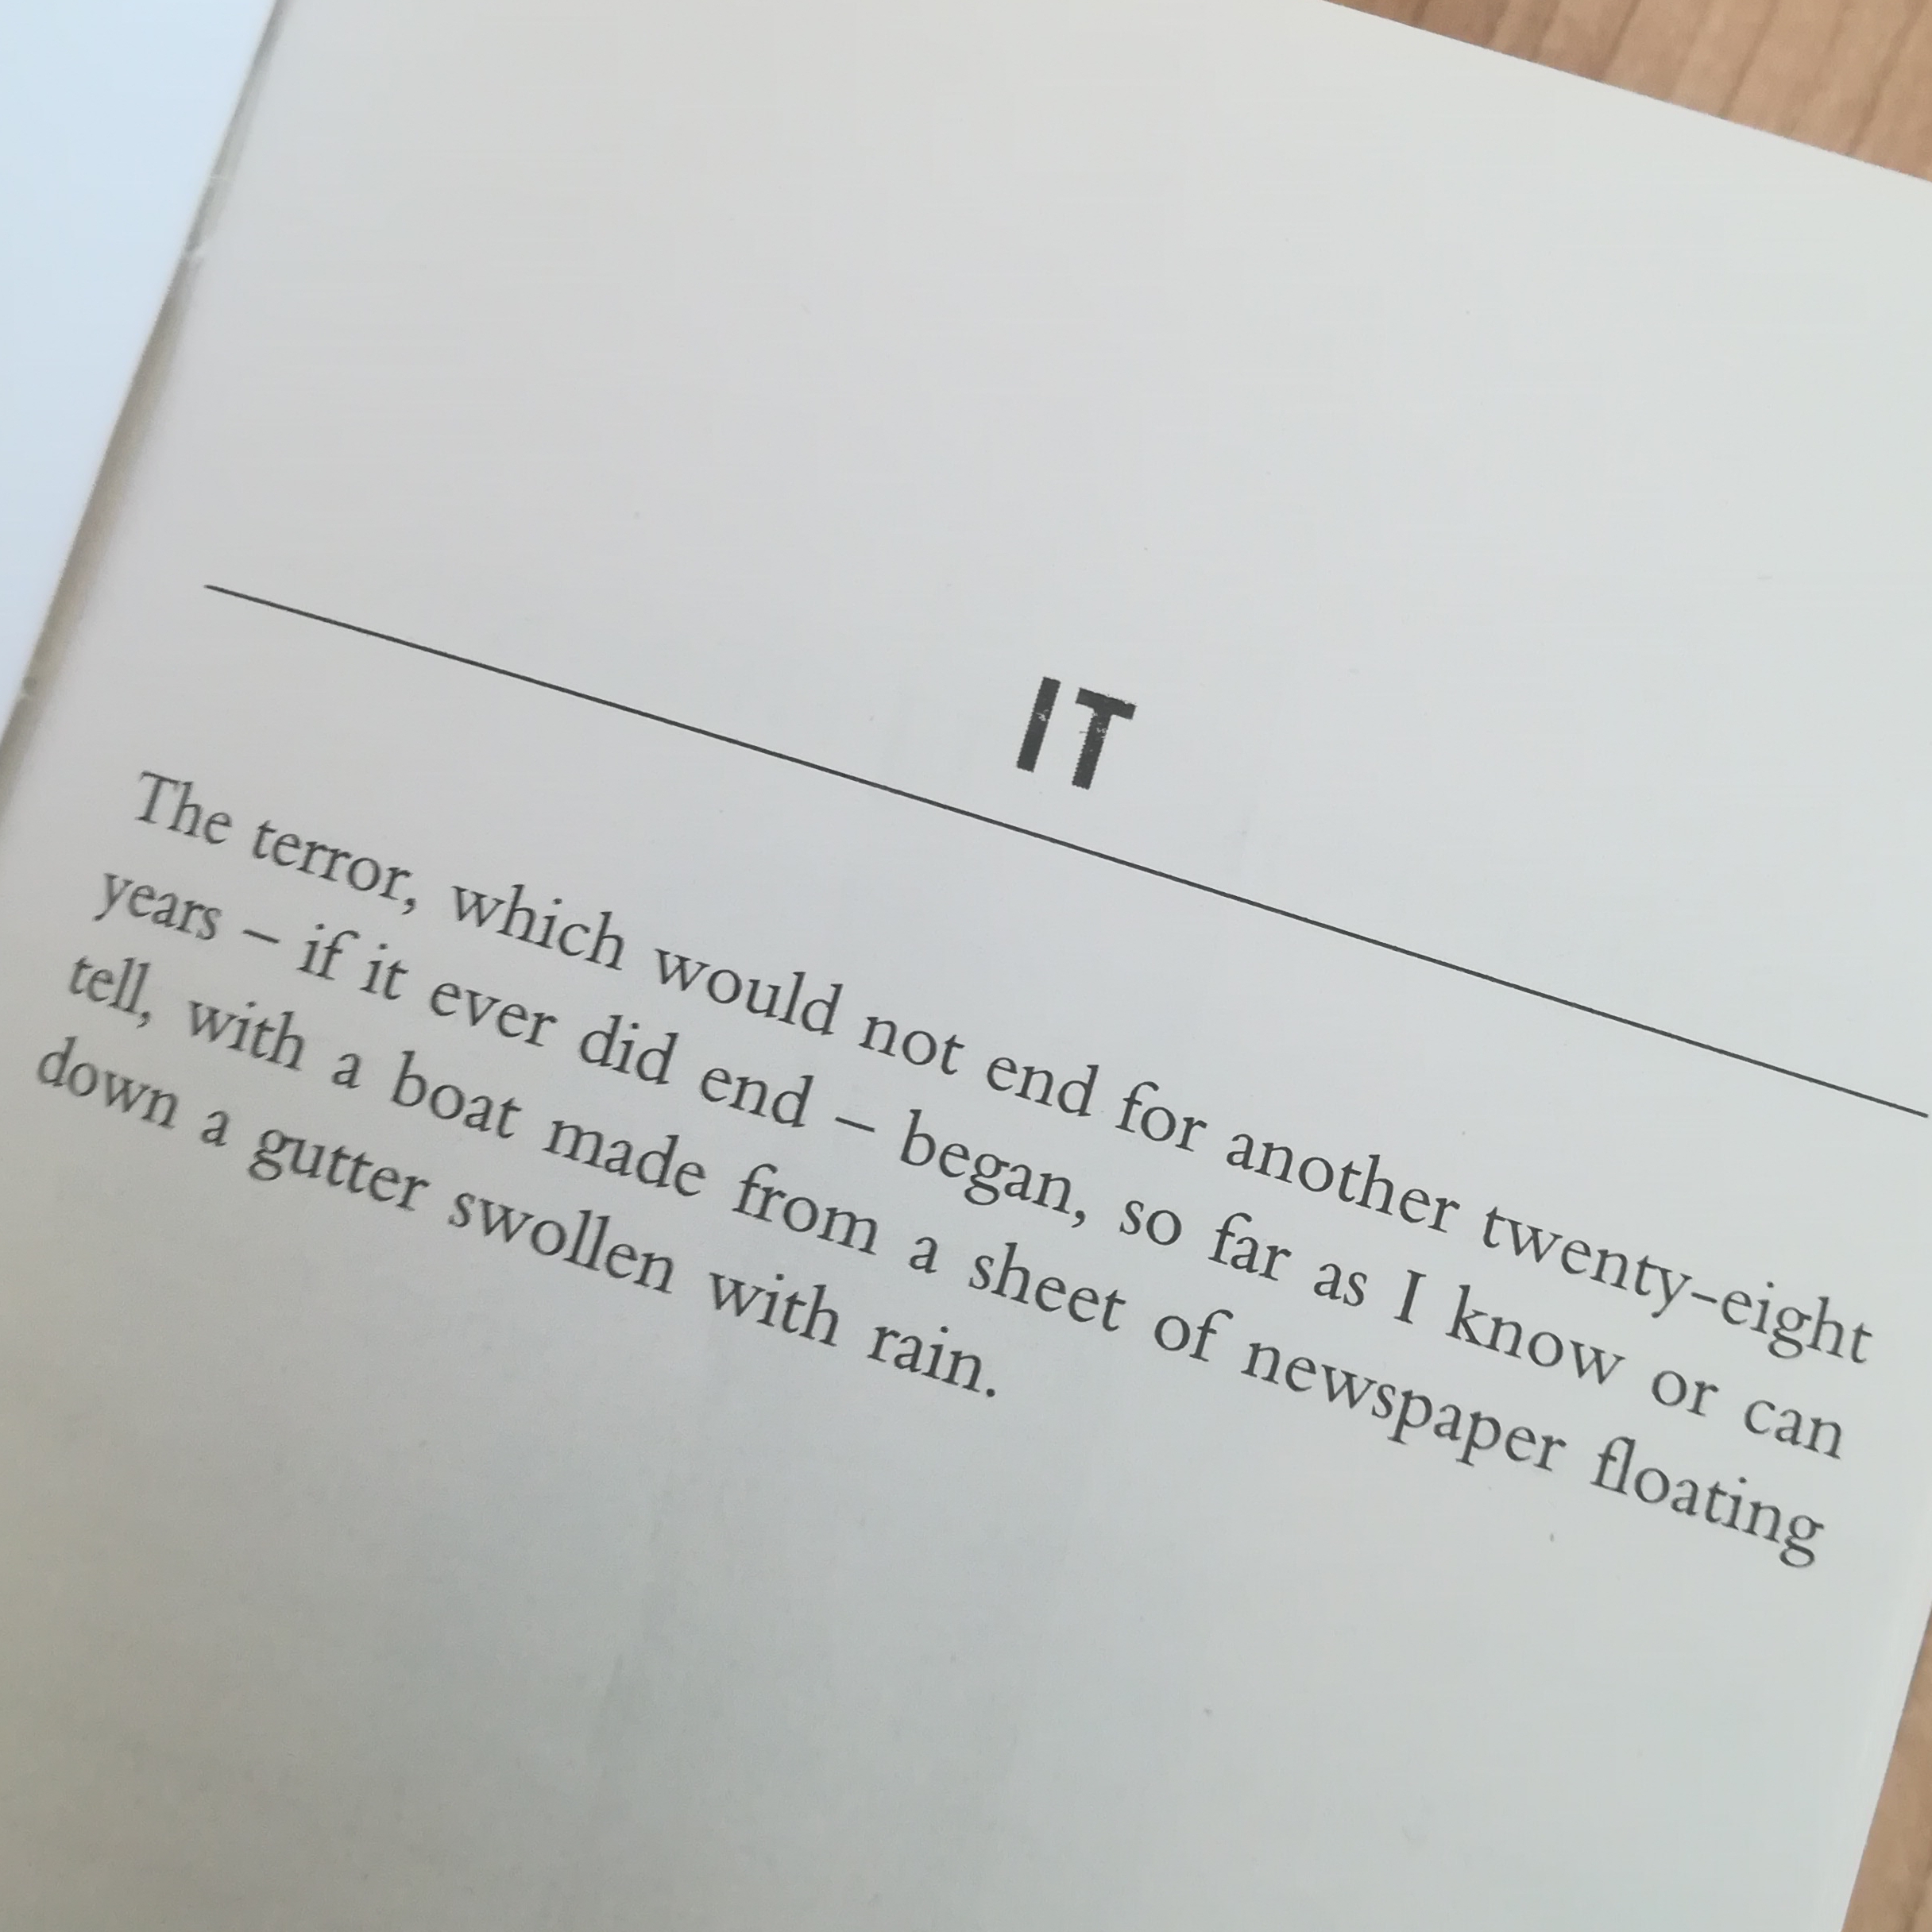 IT
The terror, which would not end for another twenty-eight
years – if it ever did end – began, so far as I know or can
tell, with a boat made from a sheet of newspaper floating
down a gutter swollen with rain.